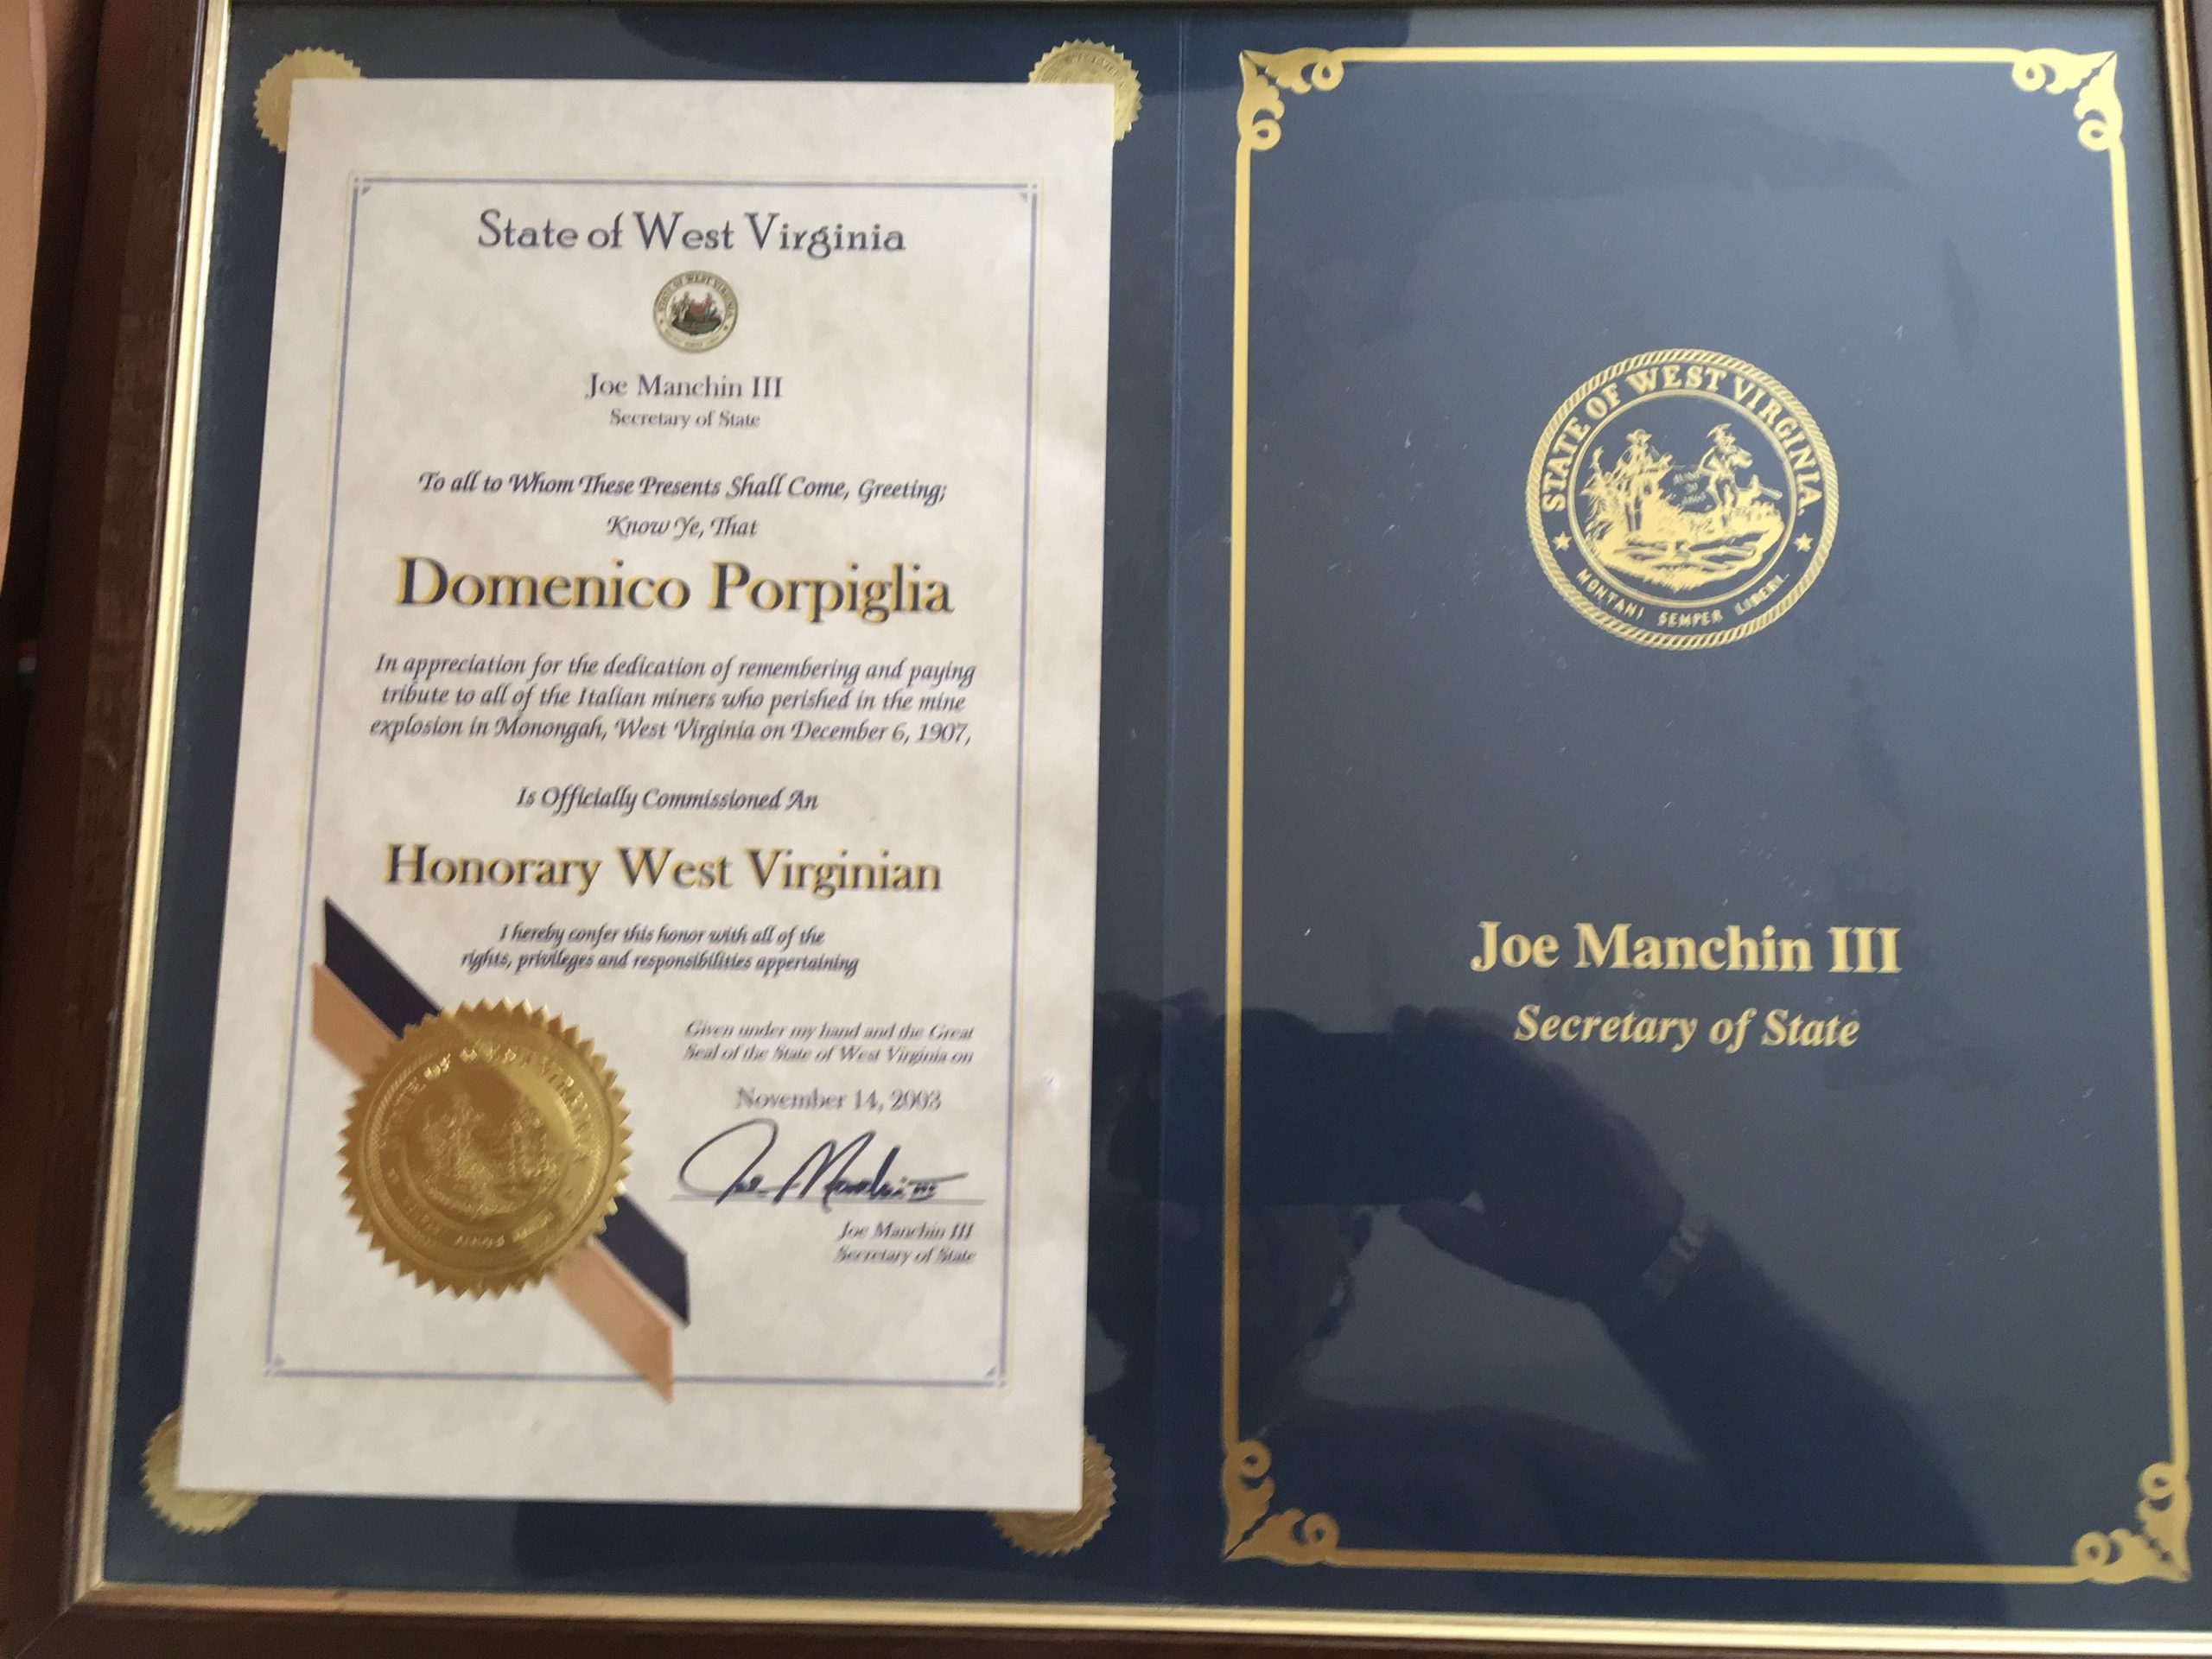 State of West Virginia
Joe Manchin III
Secretary of State
To all to Whom These Presents Shall Come, Greeting;
Know Ye, That
Domenico Porpiglia
In appreciation for the dedication of remembering and paying
tribute to all of the Italian miners who perished in the mine
explosion in Monongah, West Virginia on December 6, 1907,
Is Officially Commissioned An
Honorary West Virginian
I hereby confer this honor with all of the
rights, privileges and responsibilities appertaining
Given under my hand and the Great
Seal of the State of West Virginia on
November 14, 2003
Joe Manchin III
Joe Manchin III
Secretary of State
STATE OF WEST VIRGINIA
MONTANI SEMPER LIBERI
Joe Manchin III
Secretary of State